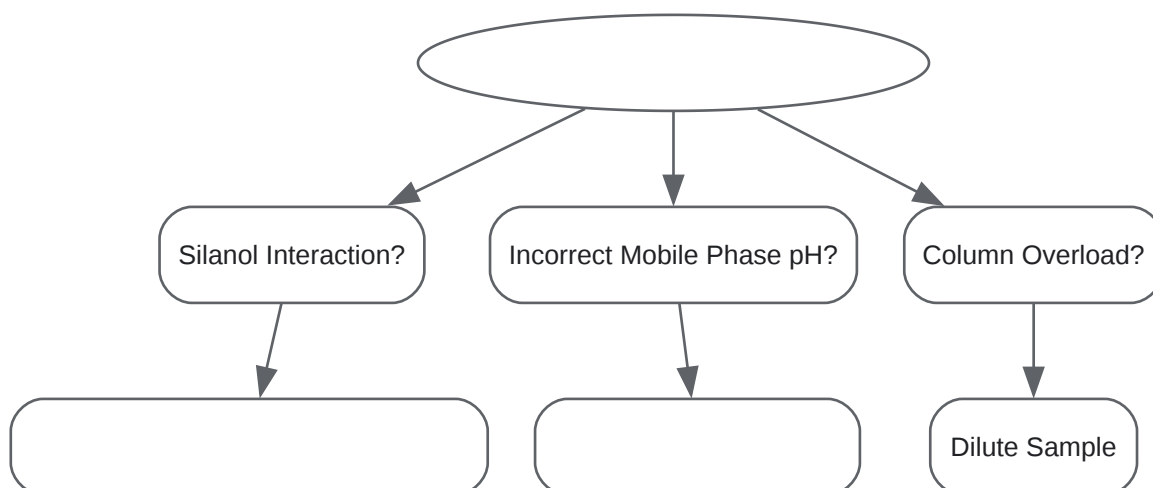 Silanol Interaction?
Incorrect Mobile Phase pH?
Column Overload?
Dilute Sample